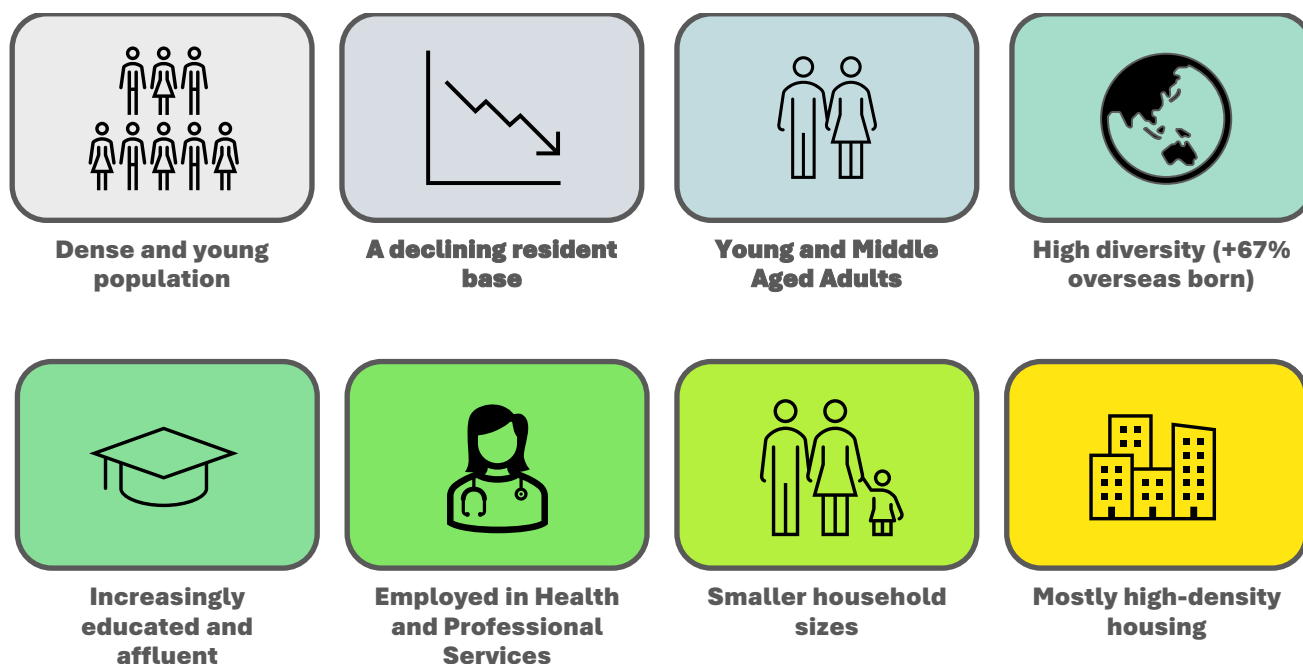 Dense and young
population
A declining resident
base
Young and Middle
Aged Adults
High diversity (+67%
overseas born)
Increasingly
educated and
affluent
Employed in Health
and Professional
Services
Smaller household
sizes
Mostly high-density
housing